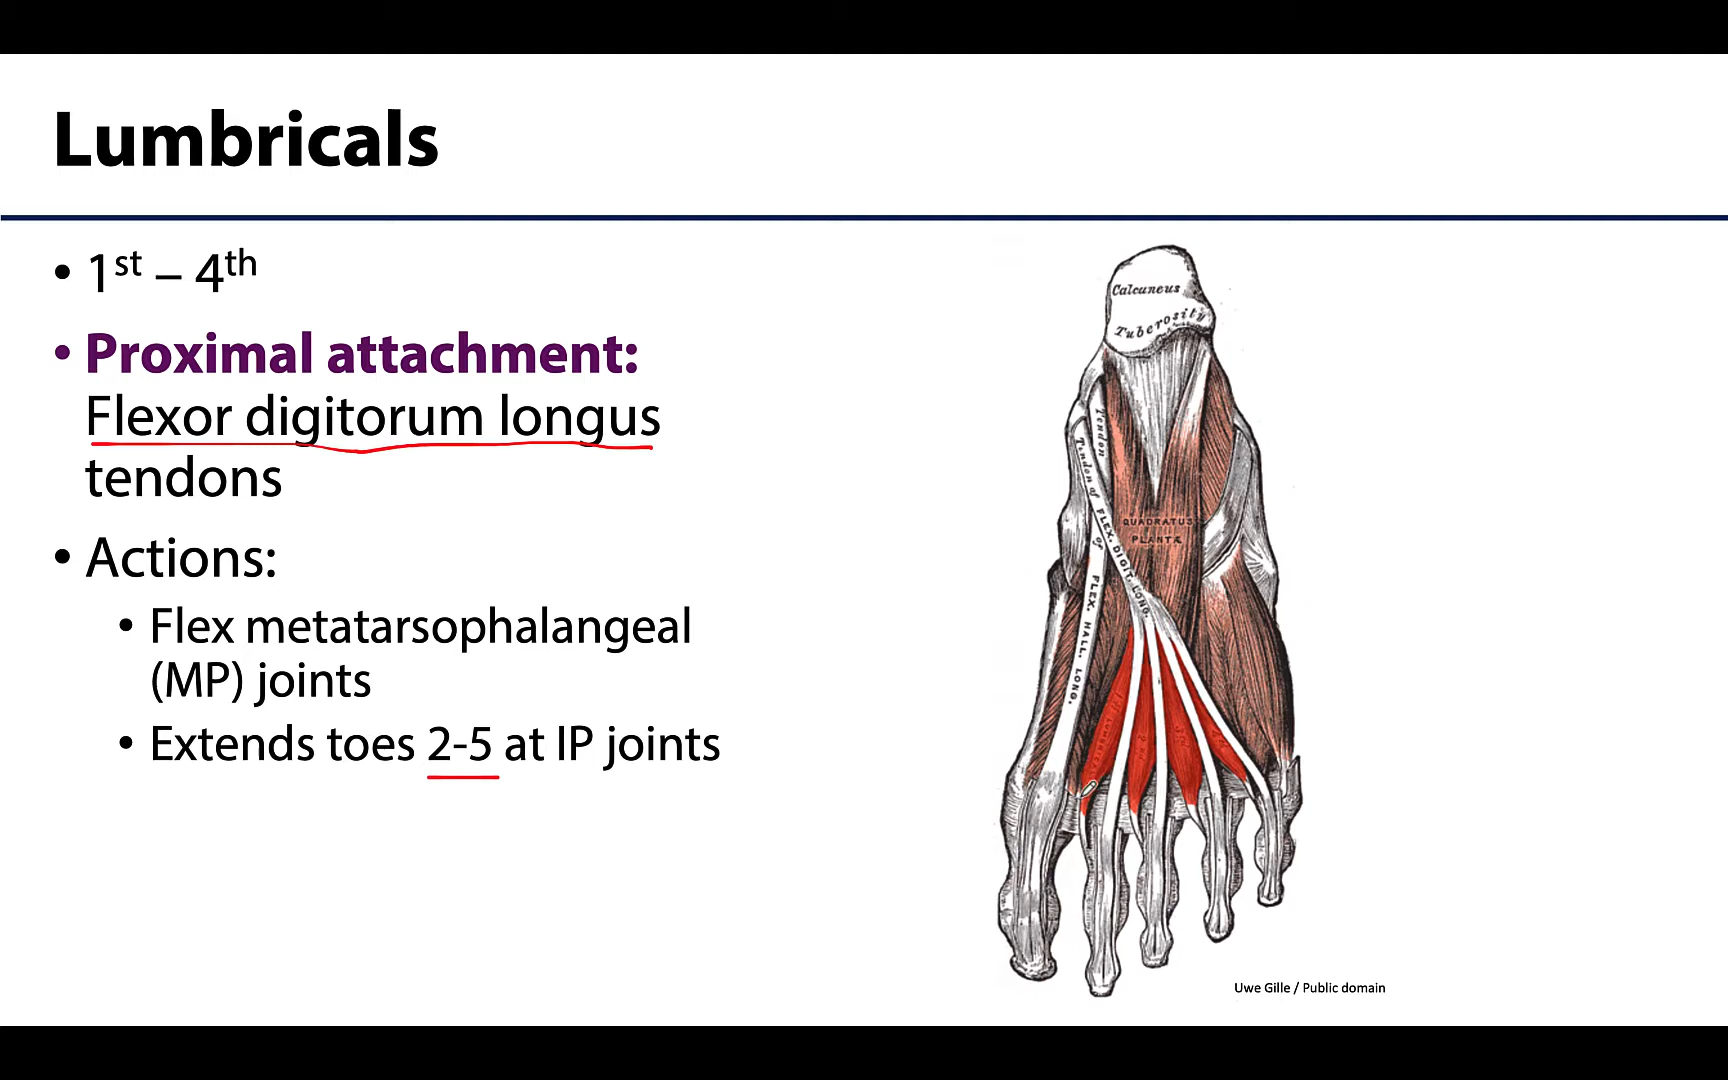 Lumbricals
• 1st – 4th
• Proximal attachment:
Flexor digitorum longus
tendons
• Actions:
• Flex metatarsophalangeal
(MP) joints
• Extends toes 2-5 at IP joints
Calcaneus
Tuberosity
Tendon
Tendon of FLEX. DIGIT. LONG.
of FLEX. HALL. LONG.
QUADRATUS
PLANTÆ
Uwe Gille / Public domain